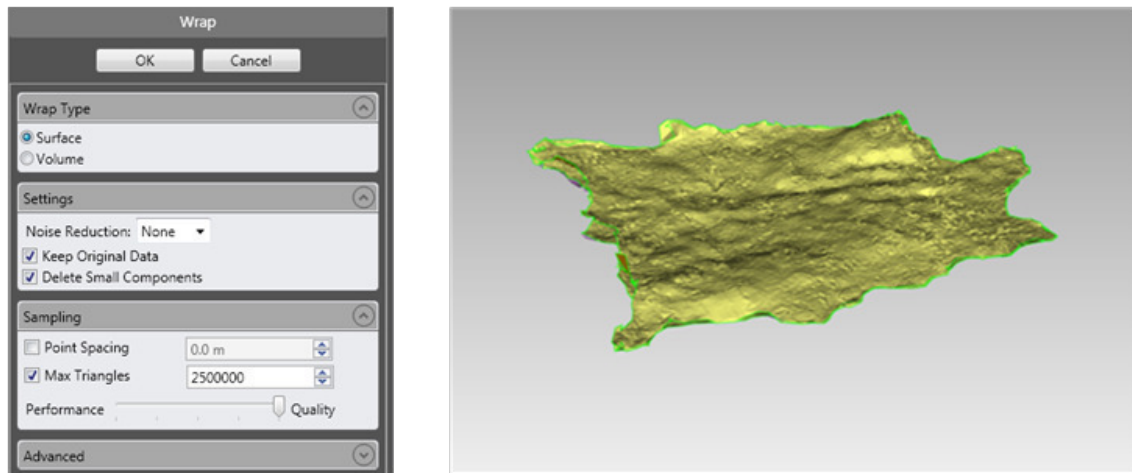 Wrap
OK Cancel
Wrap Type
Surface
Volume
Settings
Noise Reduction: None
Keep Original Data
Delete Small Components
Sampling
Point Spacing 0.0 m
Max Triangles 2500000
Performance Quality
Advanced